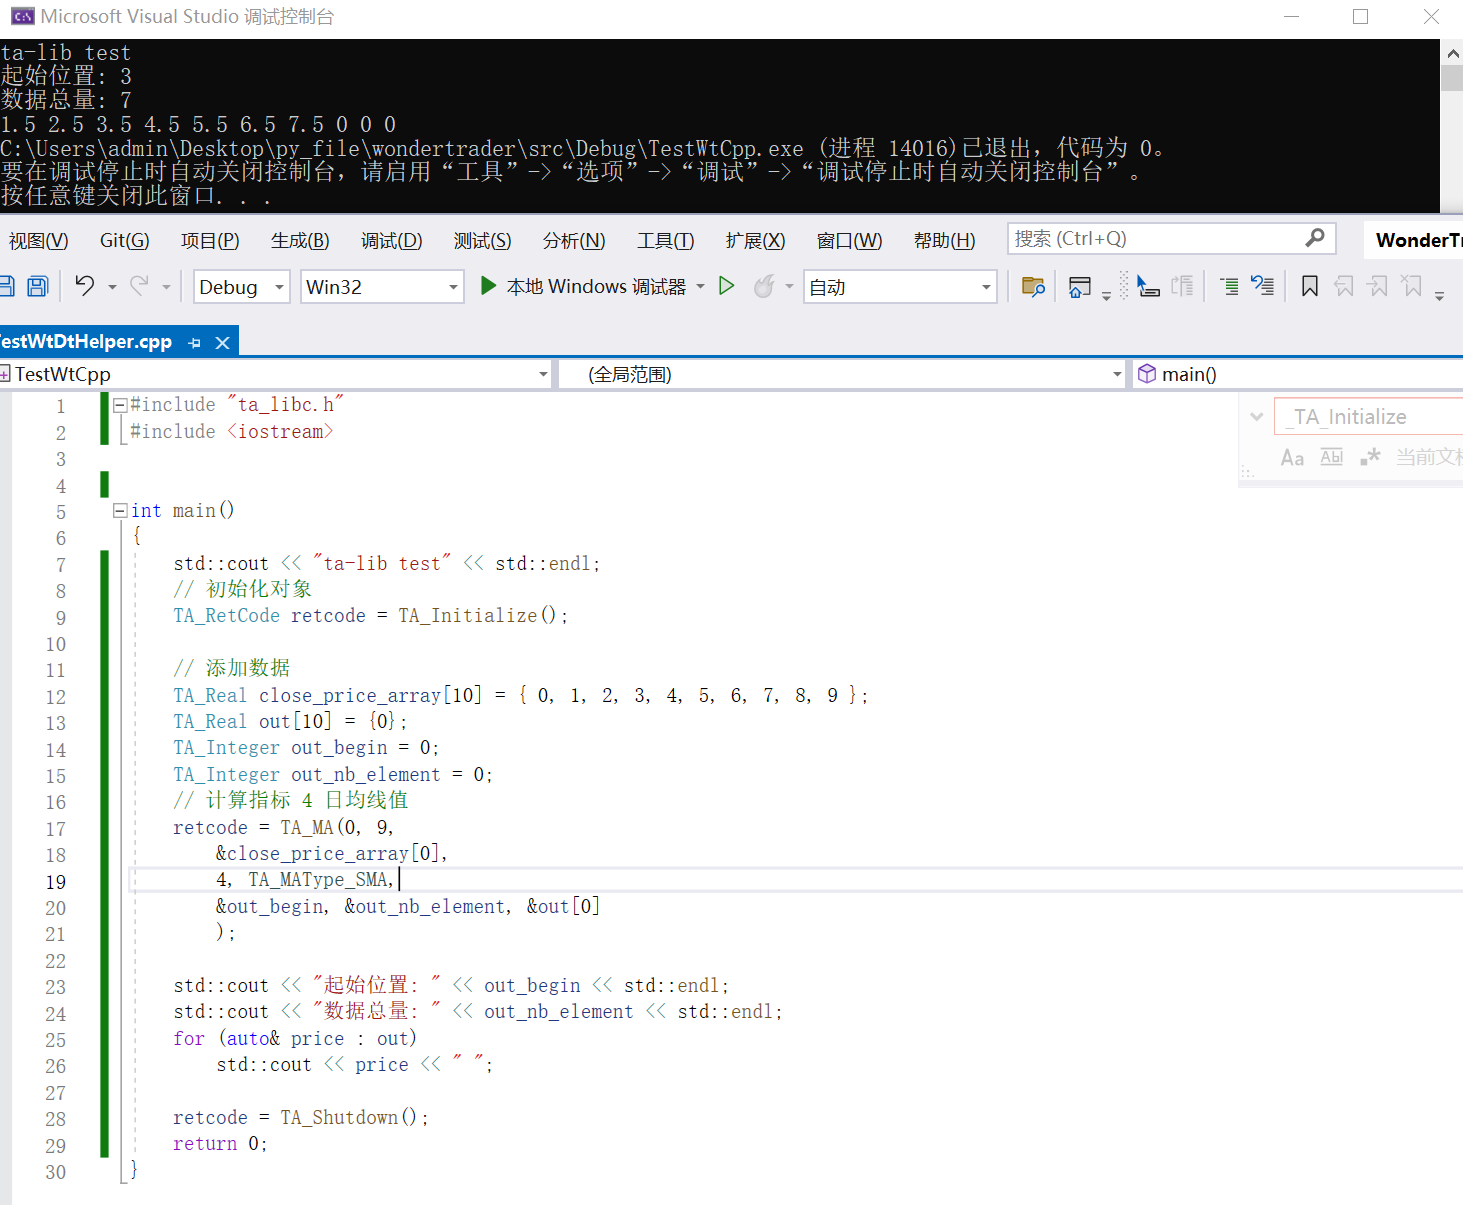 Microsoft Visual Studio 调试控制台
ta-lib test
起始位置: 3
数据总量: 7
1.5 2.5 3.5 4.5 5.5 6.5 7.5 0 0 0
C:\Users\admin\Desktop\py_file\wondertrader\src\Debug\TestWtCpp.exe (进程 14016)已退出，代码为 0。
要在调试停止时自动关闭控制台，请启用“工具”->“选项”->“调试”->“调试停止时自动关闭控制台”。
按任意键关闭此窗口. . .
视图(V) Git(G) 项目(P) 生成(B) 调试(D) 测试(S) 分析(N) 工具(T) 扩展(X) 窗口(W) 帮助(H) 搜索 (Ctrl+Q) WonderTr
Debug Win32 本地 Windows 调试器 自动
estWtDtHelper.cpp
TestWtCpp (全局范围) main()
_TA_Initialize
Aa Abl .* 当前文档
1 #include "ta_libc.h"
2 #include <iostream>
3
4
5 int main()
6 {
7 std::cout << "ta-lib test" << std::endl;
8 // 初始化对象
9 TA_RetCode retcode = TA_Initialize();
10
11 // 添加数据
12 TA_Real close_price_array[10] = { 0, 1, 2, 3, 4, 5, 6, 7, 8, 9 };
13 TA_Real out[10] = {0};
14 TA_Integer out_begin = 0;
15 TA_Integer out_nb_element = 0;
16 // 计算指标 4 日均线值
17 retcode = TA_MA(0, 9,
18 &close_price_array[0],
19 4, TA_MAType_SMA,
20 &out_begin, &out_nb_element, &out[0]
21 );
22
23 std::cout << "起始位置: " << out_begin << std::endl;
24 std::cout << "数据总量: " << out_nb_element << std::endl;
25 for (auto& price : out)
26 std::cout << price << " ";
27
28 retcode = TA_Shutdown();
29 return 0;
30 }